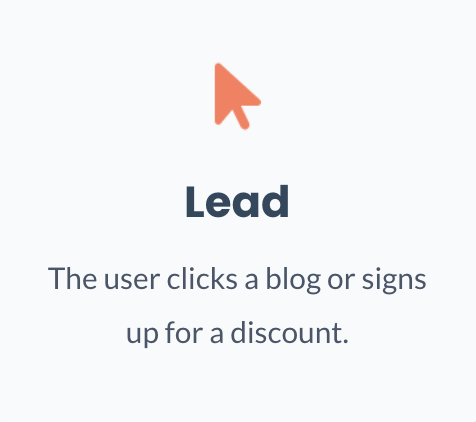 Lead
The user clicks a blog or signs
up for a discount.